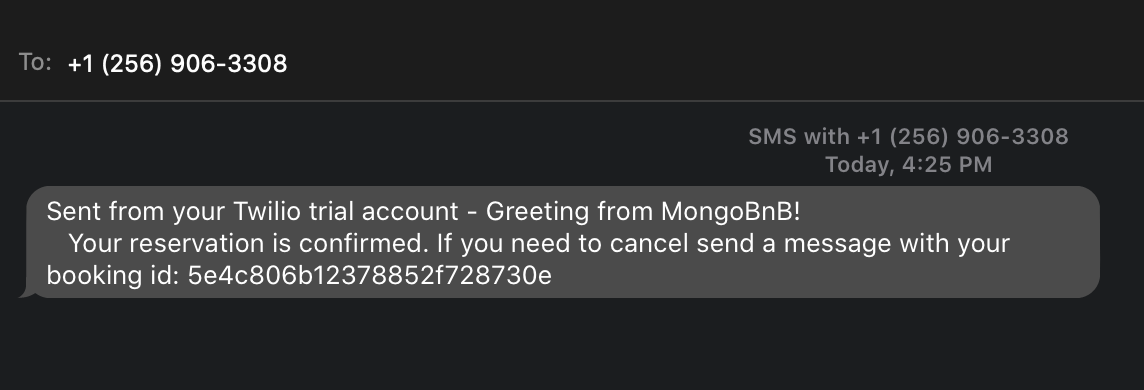 To: +1 (256) 906-3308
SMS with +1 (256) 906-3308
Today, 4:25 PM
Sent from your Twilio trial account - Greeting from MongoBnB!
Your reservation is confirmed. If you need to cancel send a message with your
booking id: 5e4c806b12378852f728730e